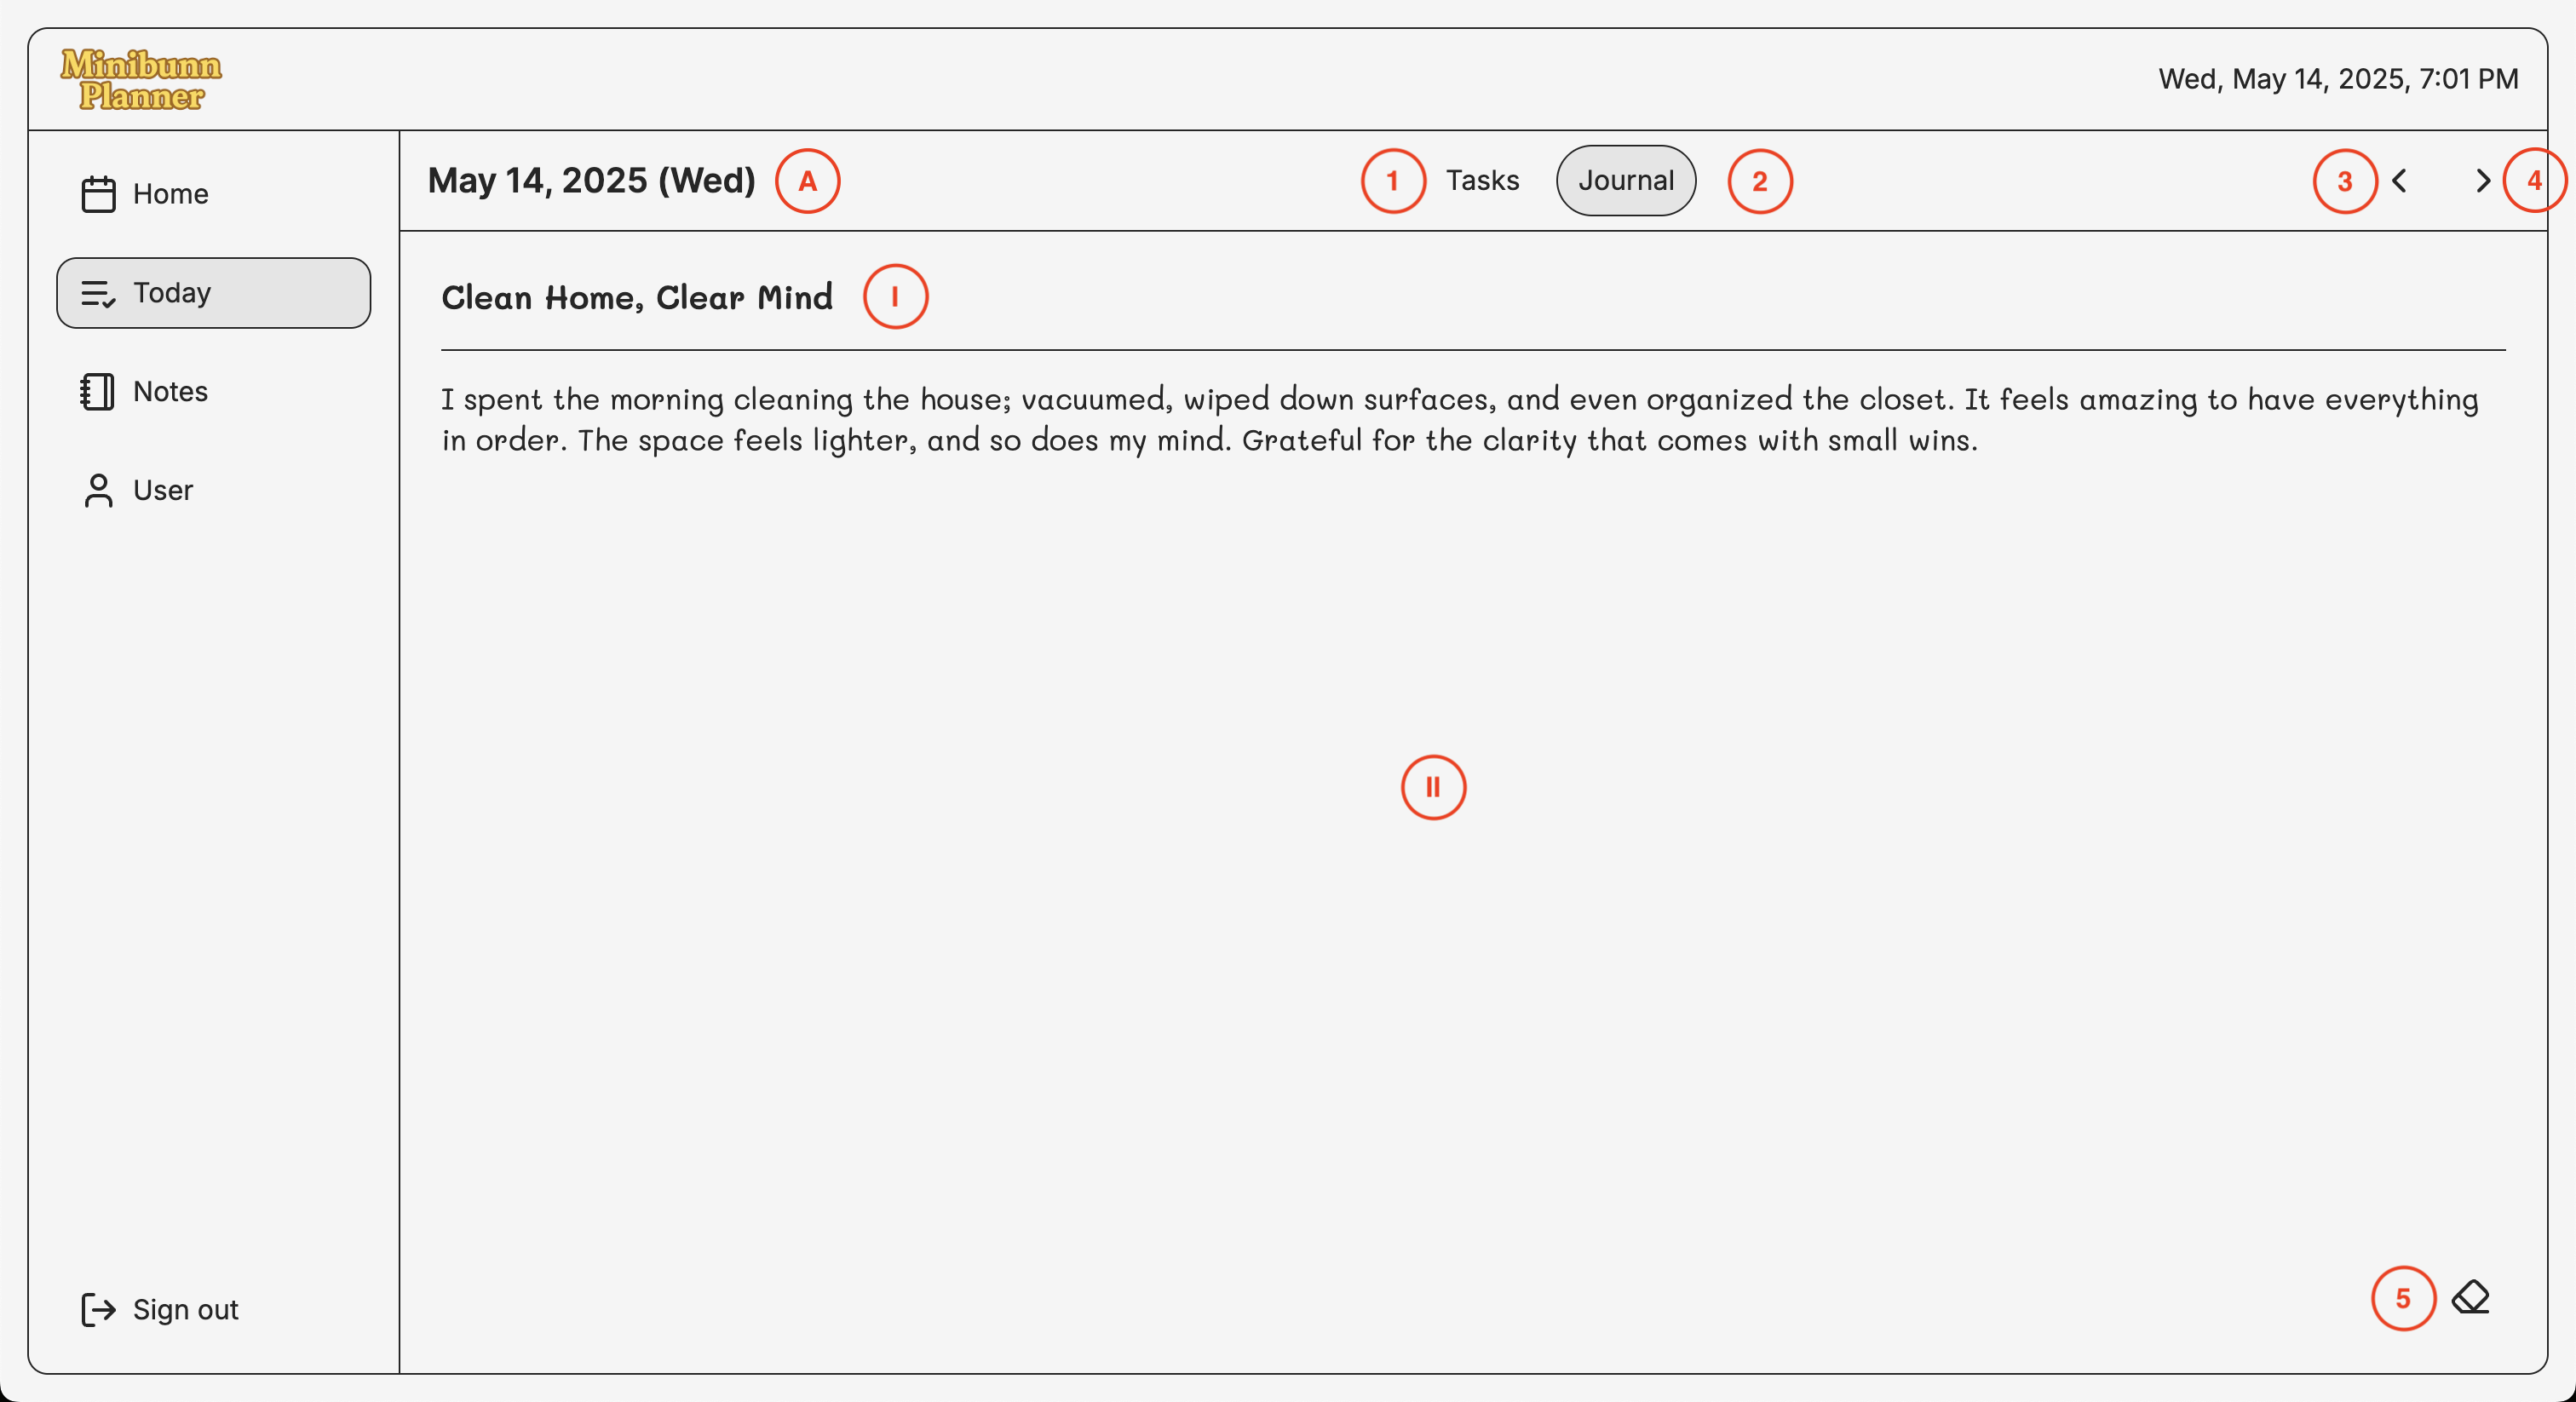 Minibunn
Planner
Wed, May 14, 2025, 7:01 PM
Home
Today
Notes
User
Sign out
May 14, 2025 (Wed) A
1 Tasks Journal 2
3 < > 4
Clean Home, Clear Mind I
I spent the morning cleaning the house; vacuumed, wiped down surfaces, and even organized the closet. It feels amazing to have everything
in order. The space feels lighter, and so does my mind. Grateful for the clarity that comes with small wins.
II
5